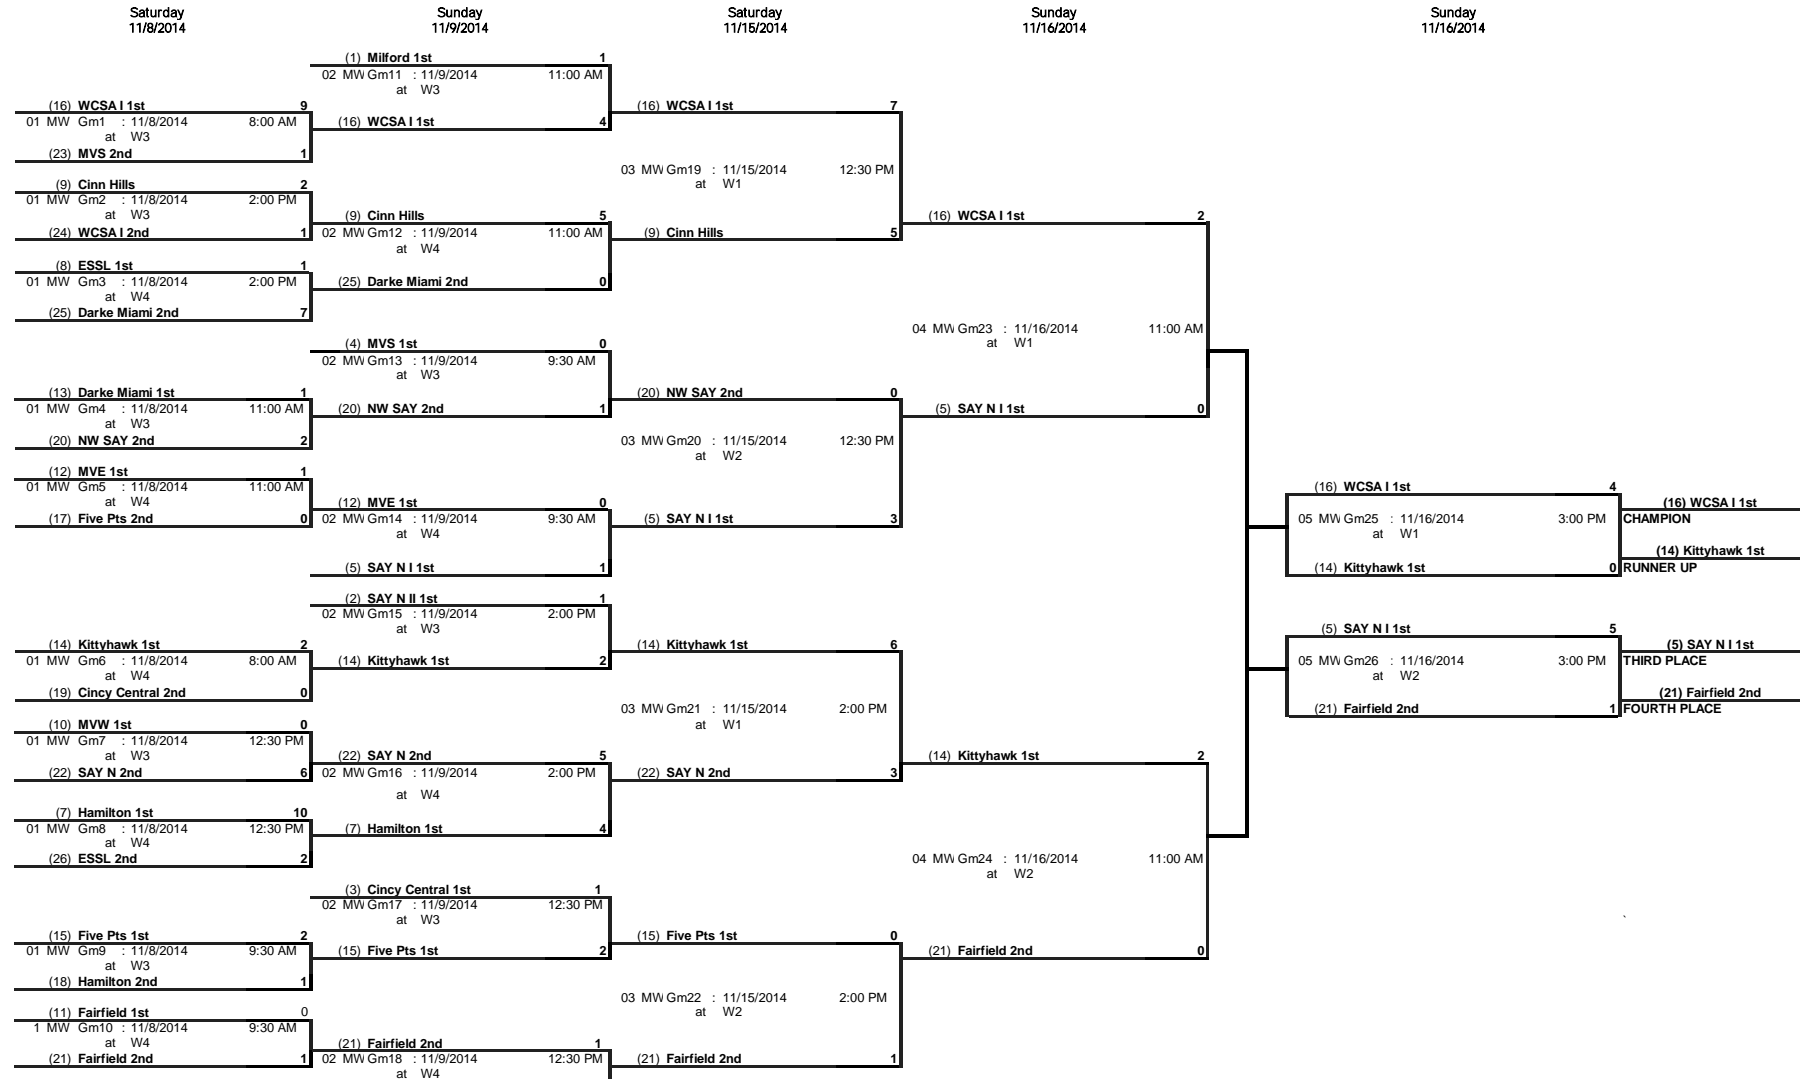 Saturday
11/8/2014
Sunday
11/9/2014
Saturday
11/15/2014
Sunday
11/16/2014
Sunday
11/16/2014
(16) WCSA I 1st 9
01 MW Gm1 : 11/8/2014 8:00 AM
at W3
(23) MVS 2nd 1
(9) Cinn Hills 2
01 MW Gm2 : 11/8/2014 2:00 PM
at W3
(24) WCSA I 2nd 1
(8) ESSL 1st 1
01 MW Gm3 : 11/8/2014 2:00 PM
at W4
(25) Darke Miami 2nd 7
(13) Darke Miami 1st 1
01 MW Gm4 : 11/8/2014 11:00 AM
at W3
(20) NW SAY 2nd 2
(12) MVE 1st 1
01 MW Gm5 : 11/8/2014 11:00 AM
at W4
(17) Five Pts 2nd 0
(14) Kittyhawk 1st 2
01 MW Gm6 : 11/8/2014 8:00 AM
at W4
(19) Cincy Central 2nd 0
(10) MVW 1st 0
01 MW Gm7 : 11/8/2014 12:30 PM
at W3
(22) SAY N 2nd 6
(7) Hamilton 1st 10
01 MW Gm8 : 11/8/2014 12:30 PM
at W4
(26) ESSL 2nd 2
(15) Five Pts 1st 2
01 MW Gm9 : 11/8/2014 9:30 AM
at W3
(18) Hamilton 2nd 1
(11) Fairfield 1st 0
1 MW Gm10 : 11/8/2014 9:30 AM
at W4
(21) Fairfield 2nd 1
(1) Milford 1st 1
02 MW Gm11 : 11/9/2014 11:00 AM
at W3
(16) WCSA I 1st 4
(9) Cinn Hills 5
02 MW Gm12 : 11/9/2014 11:00 AM
at W4
(25) Darke Miami 2nd 0
(4) MVS 1st 0
02 MW Gm13 : 11/9/2014 9:30 AM
at W3
(20) NW SAY 2nd 1
(12) MVE 1st 0
02 MW Gm14 : 11/9/2014 9:30 AM
at W4
(5) SAY N I 1st 1
(2) SAY N II 1st 1
02 MW Gm15 : 11/9/2014 2:00 PM
at W3
(14) Kittyhawk 1st 2
(22) SAY N 2nd 5
02 MW Gm16 : 11/9/2014 2:00 PM
at W4
(7) Hamilton 1st 4
(3) Cincy Central 1st 1
02 MW Gm17 : 11/9/2014 12:30 PM
at W3
(15) Five Pts 1st 2
(21) Fairfield 2nd 1
02 MW Gm18 : 11/9/2014 12:30 PM
at W4
(16) WCSA I 1st 7
03 MW Gm19 : 11/15/2014 12:30 PM
at W1
(9) Cinn Hills 5
(20) NW SAY 2nd 0
03 MW Gm20 : 11/15/2014 12:30 PM
at W2
(5) SAY N I 1st 3
(14) Kittyhawk 1st 6
03 MW Gm21 : 11/15/2014 2:00 PM
at W1
(22) SAY N 2nd 3
(15) Five Pts 1st 0
03 MW Gm22 : 11/15/2014 2:00 PM
at W2
(21) Fairfield 2nd 1
(16) WCSA I 1st 2
04 MW Gm23 : 11/16/2014 11:00 AM
at W1
(5) SAY N I 1st 0
(14) Kittyhawk 1st 2
04 MW Gm24 : 11/16/2014 11:00 AM
at W2
(21) Fairfield 2nd 0
(16) WCSA I 1st 4
05 MW Gm25 : 11/16/2014 3:00 PM
at W1
(14) Kittyhawk 1st 0
(5) SAY N I 1st 5
05 MW Gm26 : 11/16/2014 3:00 PM
at W2
(21) Fairfield 2nd 1
(16) WCSA I 1st
CHAMPION
(14) Kittyhawk 1st
RUNNER UP
(5) SAY N I 1st
THIRD PLACE
(21) Fairfield 2nd
FOURTH PLACE